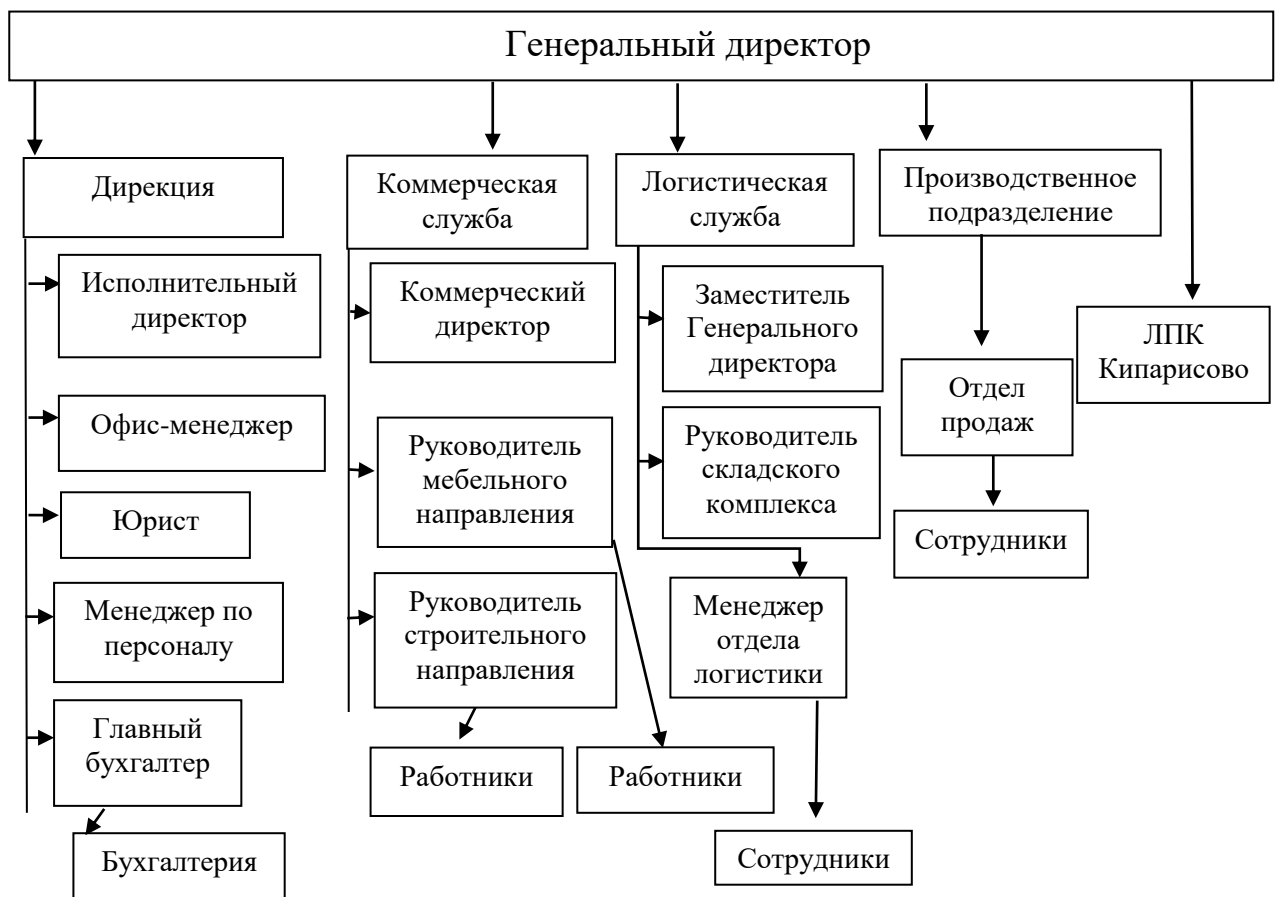 Генеральный директор
Дирекция
Исполнительный
директор
Офис-менеджер
Юрист
Менеджер по
персоналу
Главный
бухгалтер
Бухгалтерия
Коммерческая
служба
Коммерческий
директор
Руководитель
мебельного
направления
Руководитель
строительного
направления
Работники
Работники
Логистическая
служба
Заместитель
Генерального
директора
Руководитель
складского
комплекса
Менеджер
отдела
логистики
Сотрудники
Производственное
подразделение
Отдел
продаж
Сотрудники
ЛПК
Кипарисово